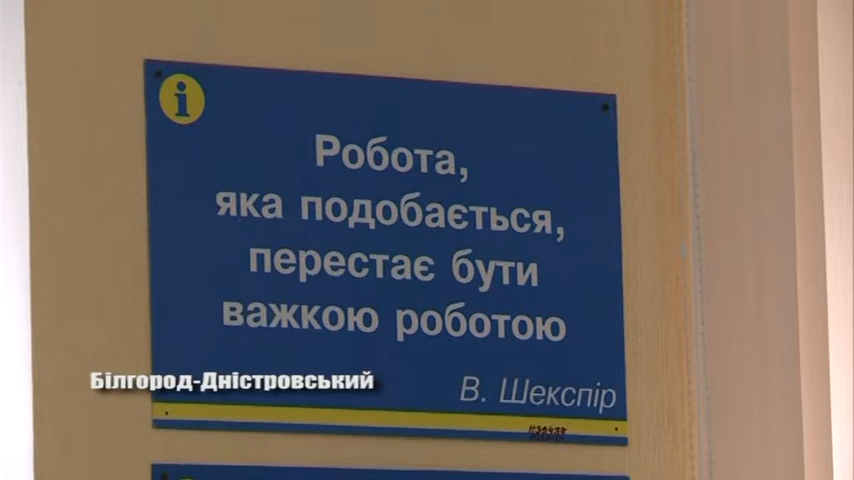 i
Робота,
яка подобається,
перестає бути
важкою роботою
В. Шекспір
Білгород-Дністровський